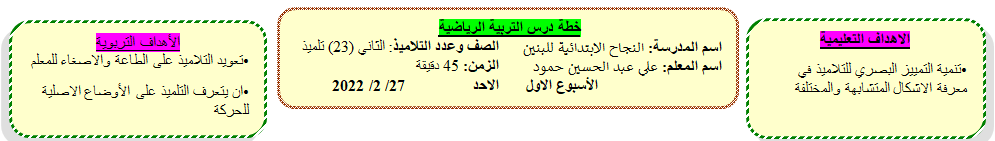 الاهداف التعليمية
•تنمية التمييز البصري للتلاميذ في
معرفة الاشكال المتشابهة والمختلفة
خطة درس التربية الرياضية
اسم المدرسة: النجاح الابتدائية للبنين الصف وعدد التلاميذ: الثاني (23) تلميذ
اسم المعلم: علي عبد الحسين حمود الزمن: 45 دقيقة
الأسبوع الاول الاحد 27/ 2/ 2022
الأهداف التربوية
•تعويد التلاميذ على الطاعة والاصغاء للمعلم
•ان يتعرف التلميذ على الأوضاع الاصلية
للحركة